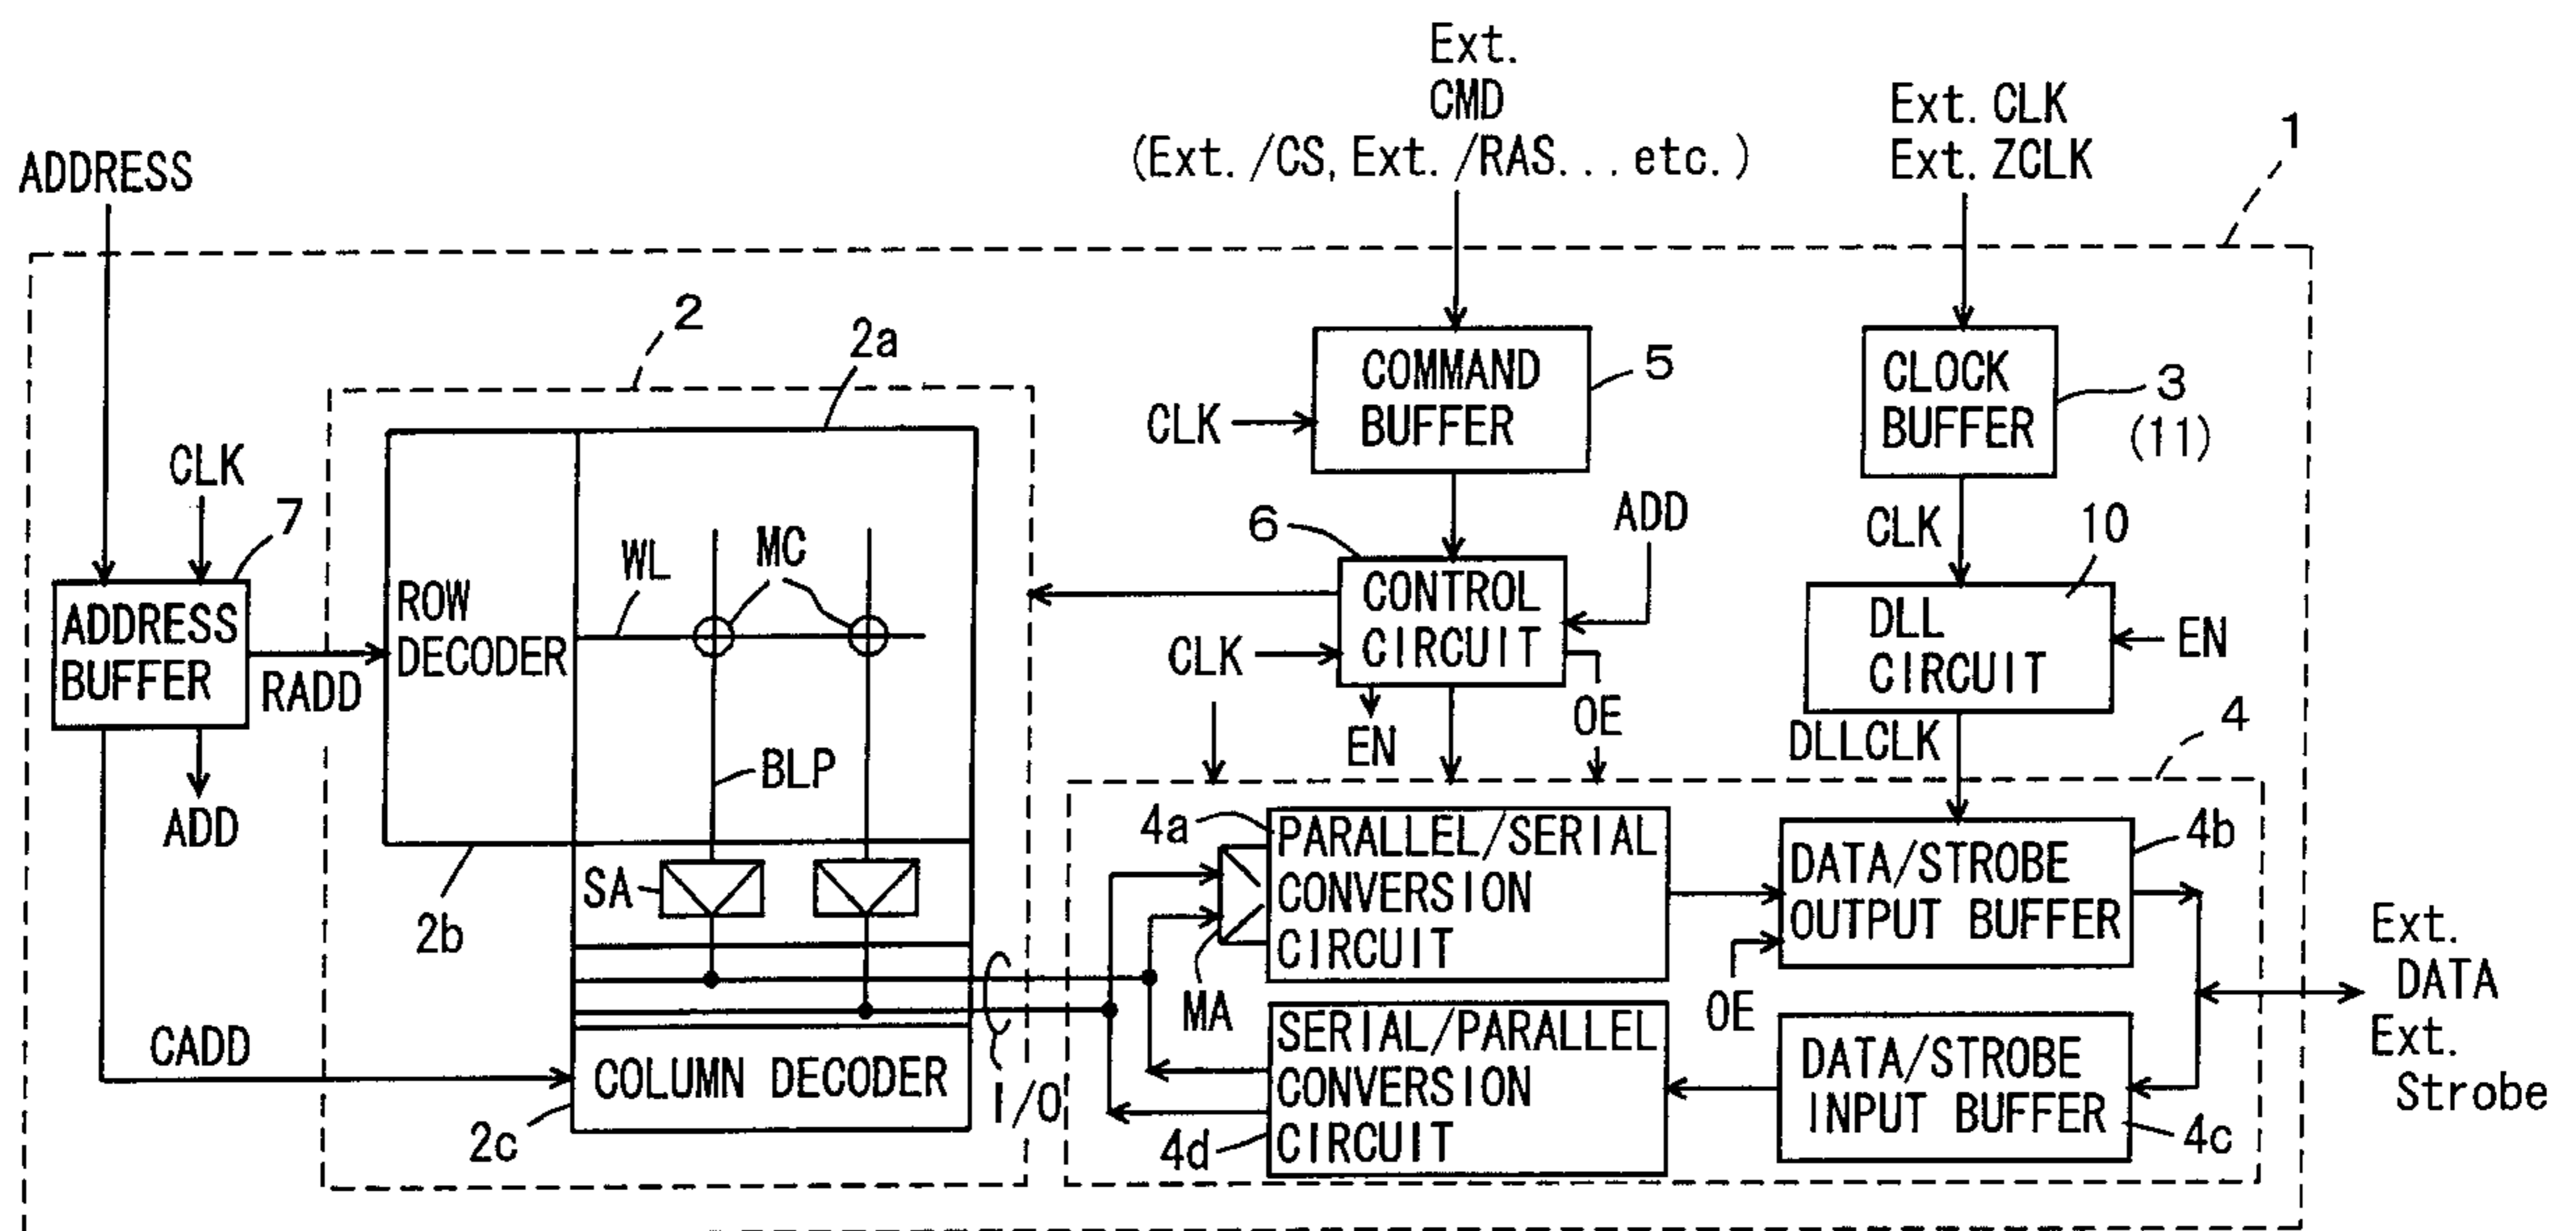 Ext.
CMD
(Ext./CS, Ext./RAS...etc.)
Ext. CLK
Ext. ZCLK
1
ADDRESS
2
2a
COMMAND
BUFFER
5
CLOCK
BUFFER
3
(11)
CLK
CLK
7
6
ADD
CLK
10
WL
MC
ADDRESS
BUFFER
RADD
ROW
DECODER
CONTROL
CIRCUIT
CLK
DLL
CIRCUIT
EN
OE
EN
DLLCLK
4
BLP
ADD
4a
PARALLEL/SERIAL
CONVERSION
CIRCUIT
DATA/STROBE
OUTPUT BUFFER
4b
SA
2b
MA
OE
Ext.
DATA
Ext.
Strobe
CADD
COLUMN DECODER
I/O
2c
SERIAL/PARALLEL
CONVERSION
CIRCUIT
4d
DATA/STROBE
INPUT BUFFER
4c